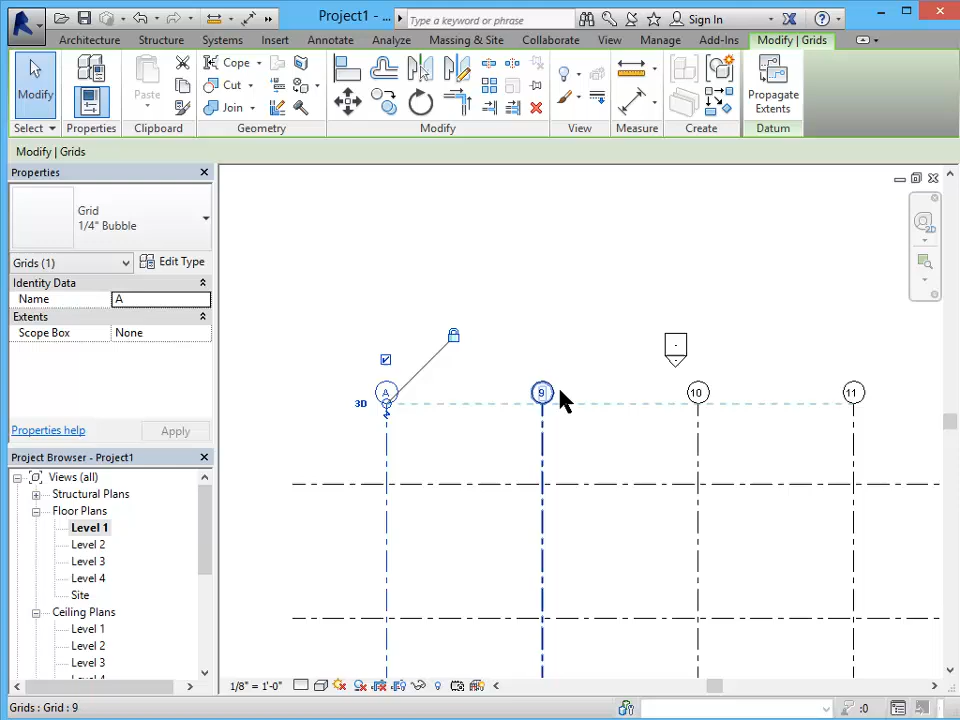 Project1 - ...
Type a keyword or phrase
Sign In
Architecture Structure Systems Insert Annotate Analyze Massing & Site Collaborate View Manage Add-Ins Modify | Grids
Modify
Paste
Cope
Cut
Join
Propagate
Extents
Select Properties Clipboard Geometry Modify View Measure Create Datum
Modify | Grids
Properties
Grid
1/4" Bubble
Grids (1)
Edit Type
Identity Data
Name A
Extents
Scope Box None
Properties help
Apply
Project Browser - Project1
Views (all)
Structural Plans
Floor Plans
Level 1
Level 2
Level 3
Level 4
Site
Ceiling Plans
Level 1
Level 2
Level 3
2D
3D
A
9
10
11
1/8" = 1'-0"
Grids : Grid : 9
:0